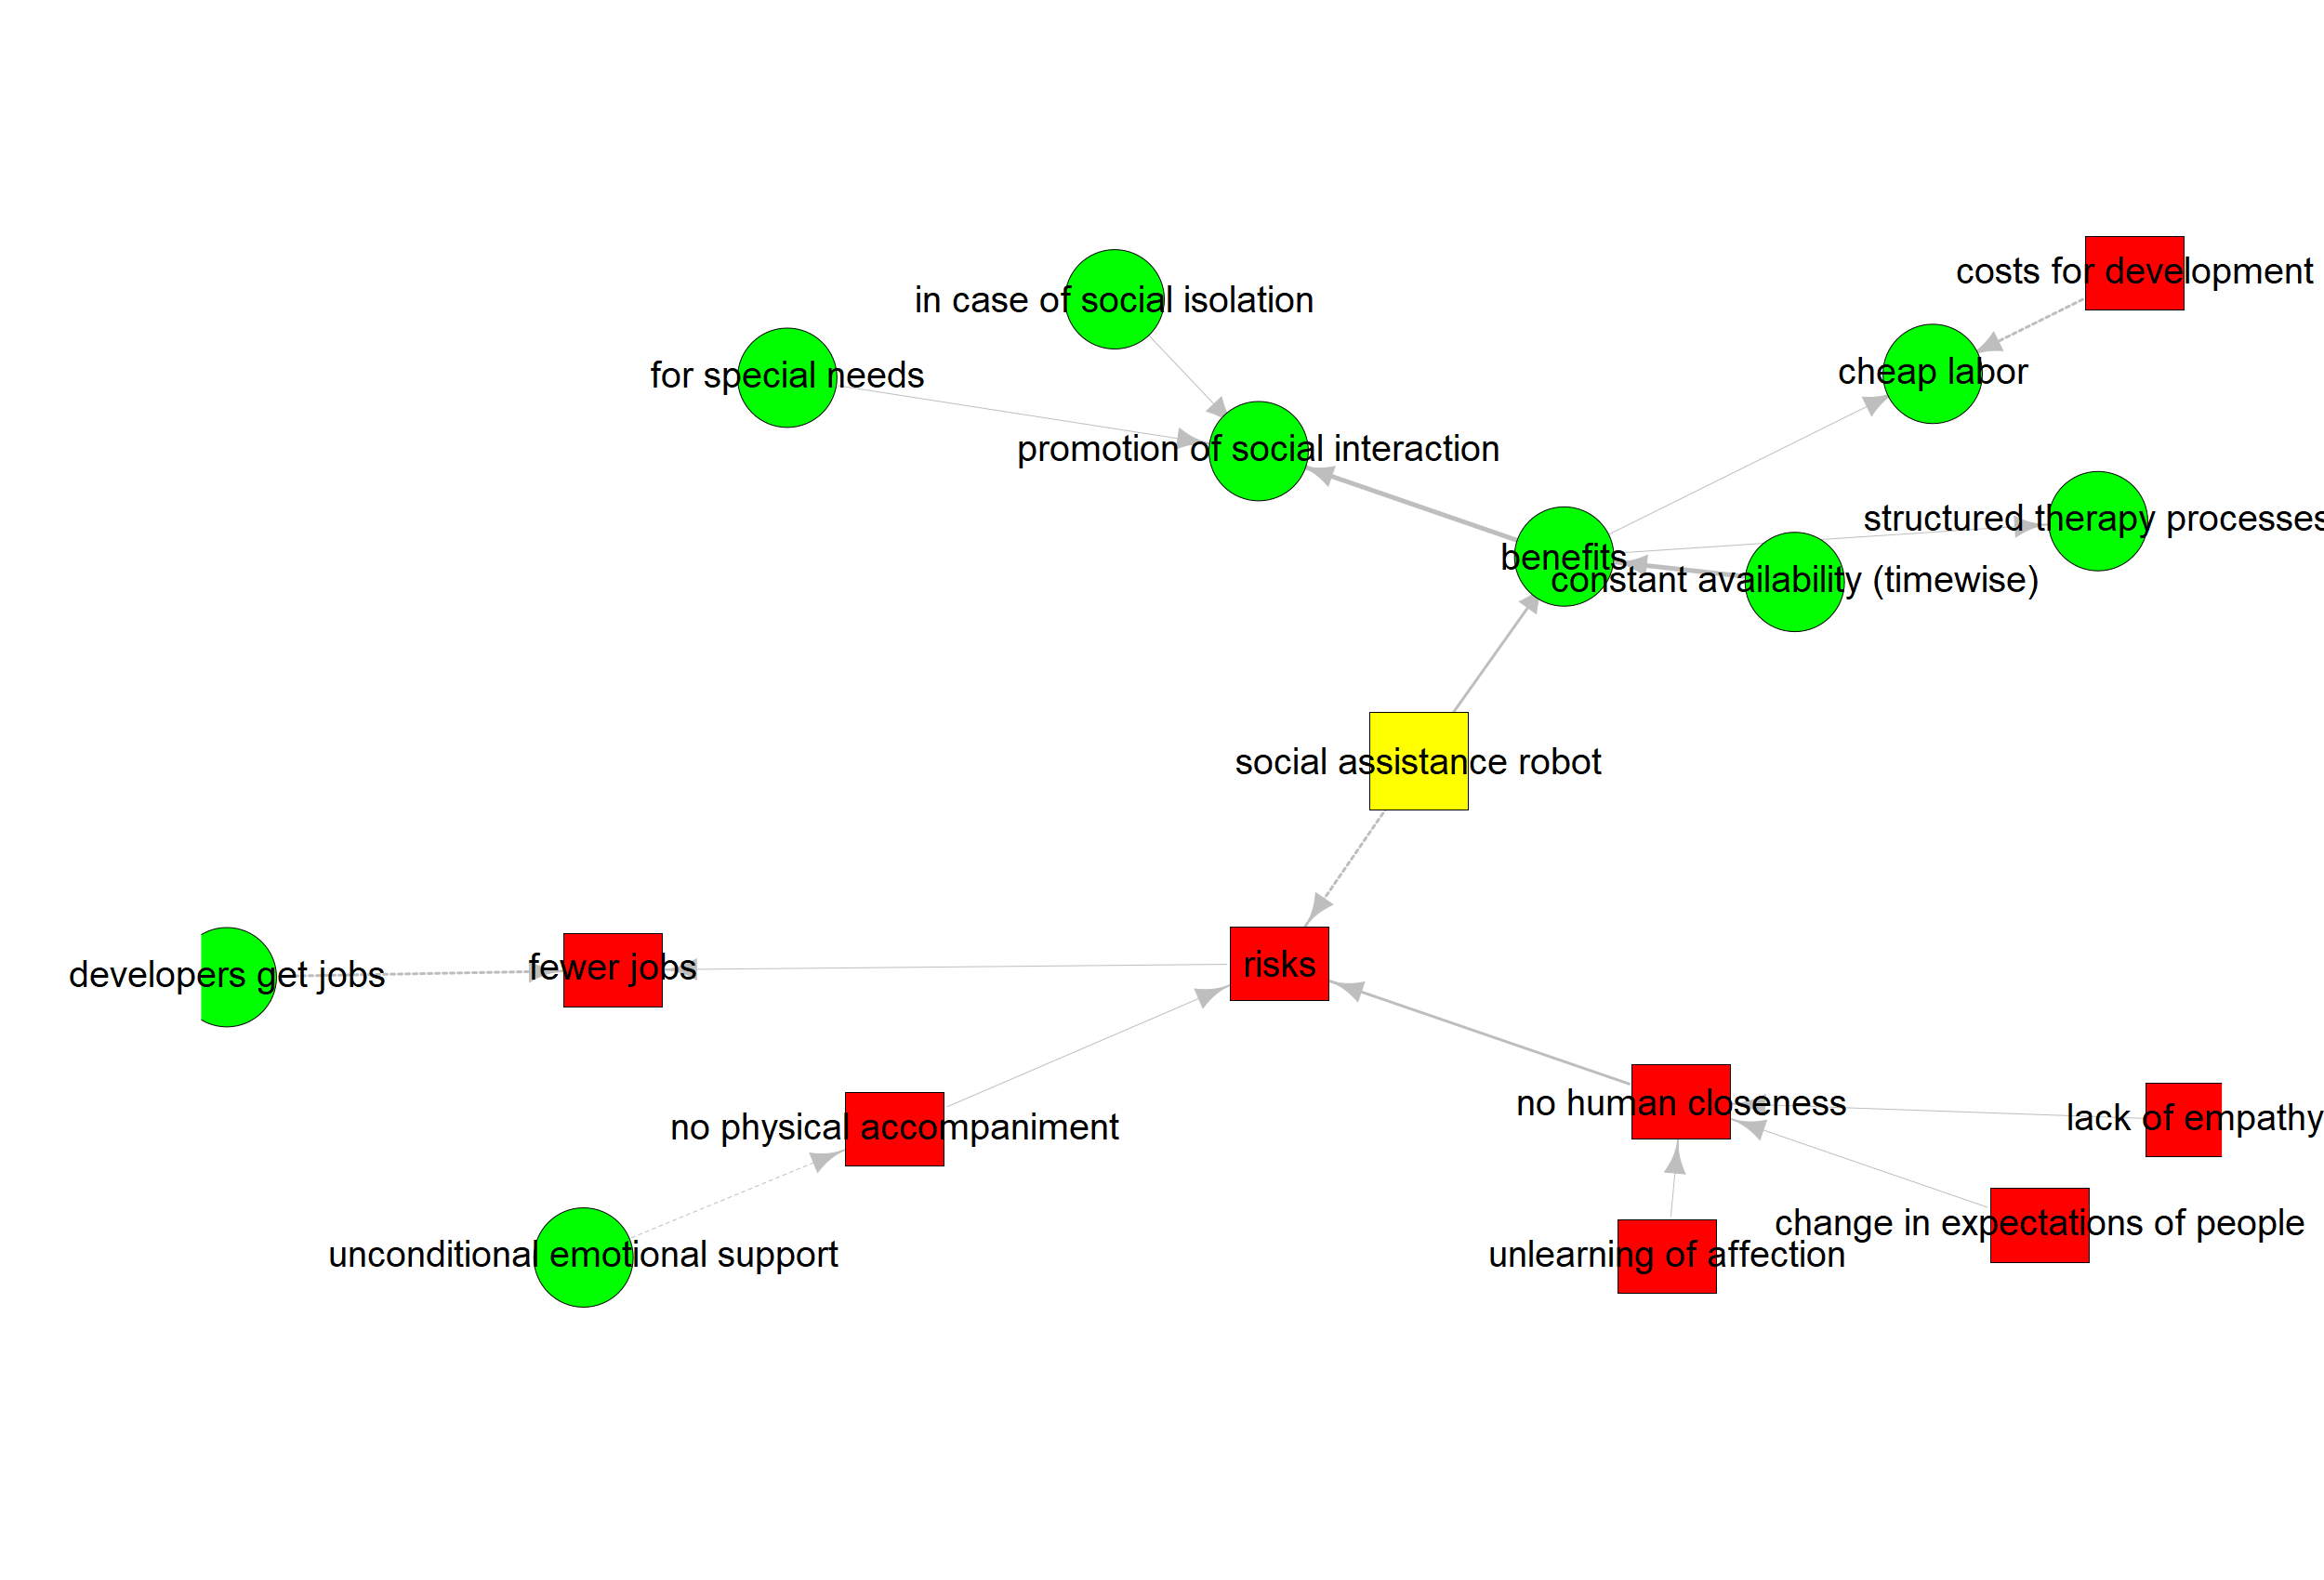 costs for development
in case of social isolation
for special needs
cheap labor
promotion of social interaction
structured therapy processes
benefits
constant availability (timewise)
social assistance robot
risks
fewer jobs
developers get jobs
no human closeness
lack of empathy
no physical accompaniment
change in expectations of people
unlearning of affection
unconditional emotional support